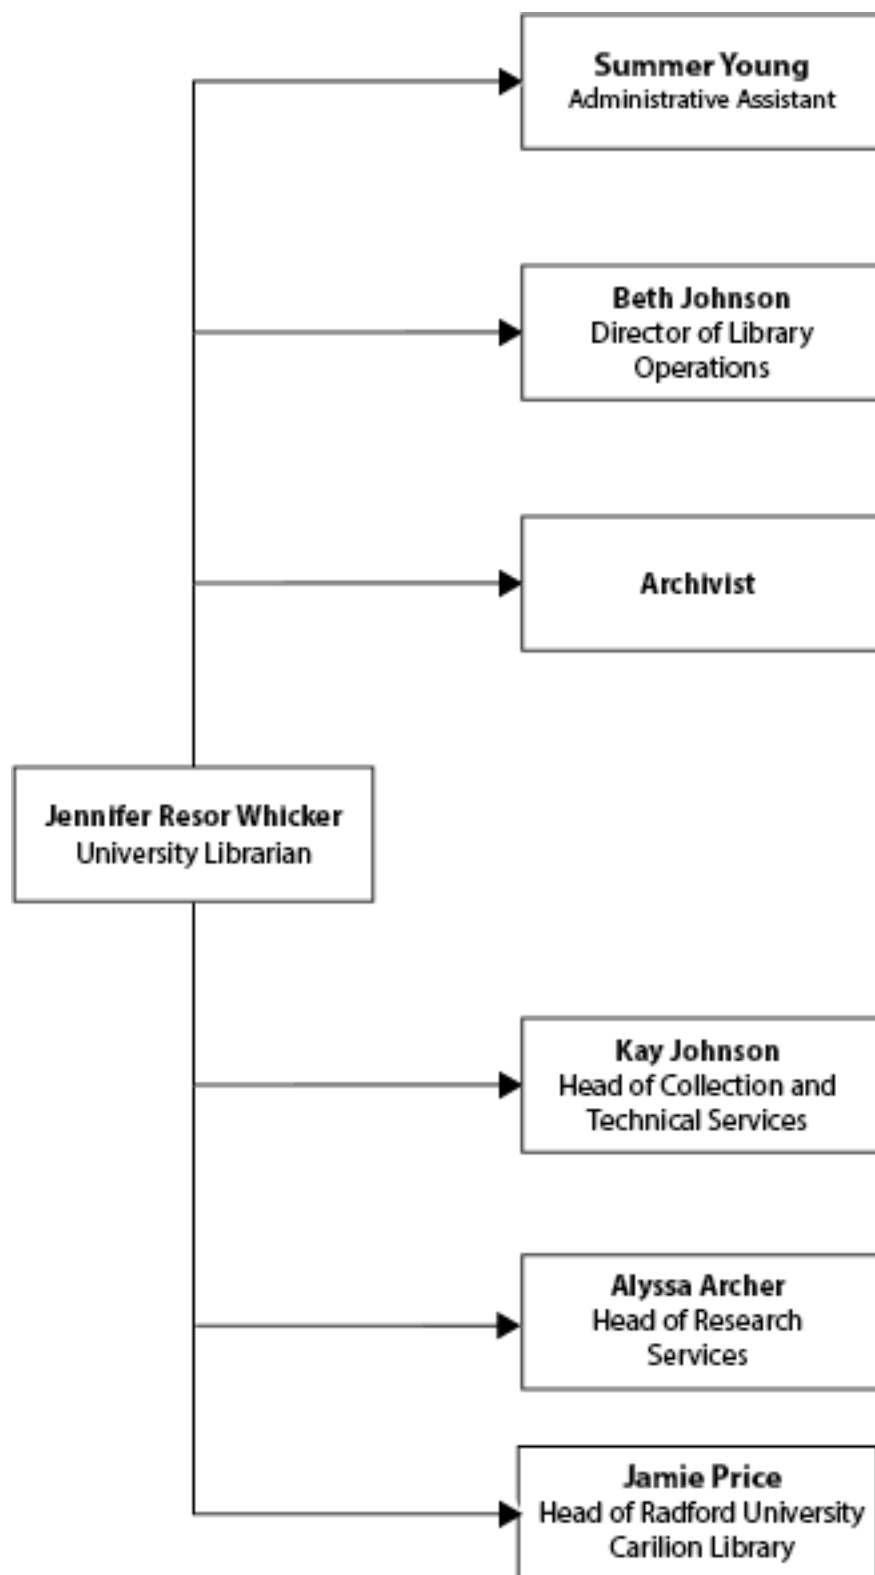 Summer Young
Administrative Assistant
Beth Johnson
Director of Library
Operations
Archivist
Jennifer Resor Whicker
University Librarian
Kay Johnson
Head of Collection and
Technical Services
Alyssa Archer
Head of Research
Services
Jamie Price
Head of Radford University
Carilion Library